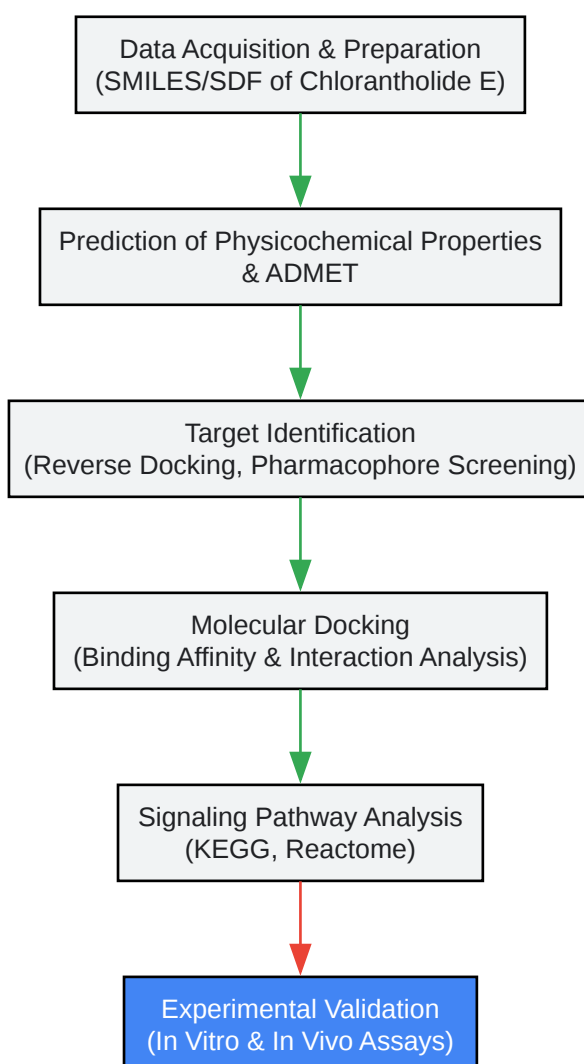 Data Acquisition & Preparation
(SMILES/SDF of Chlorantholide E)
Prediction of Physicochemical Properties
& ADMET
Target Identification
(Reverse Docking, Pharmacophore Screening)
Molecular Docking
(Binding Affinity & Interaction Analysis)
Signaling Pathway Analysis
(KEGG, Reactome)
Experimental Validation
(In Vitro & In Vivo Assays)